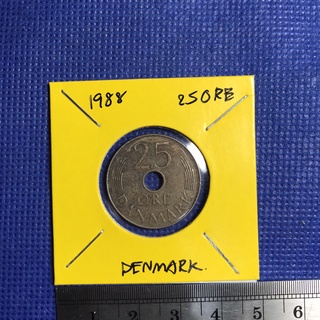 1988 25ORE
25
ØRE
DANMARK
DENMARK.
1 2 3 4 5 6